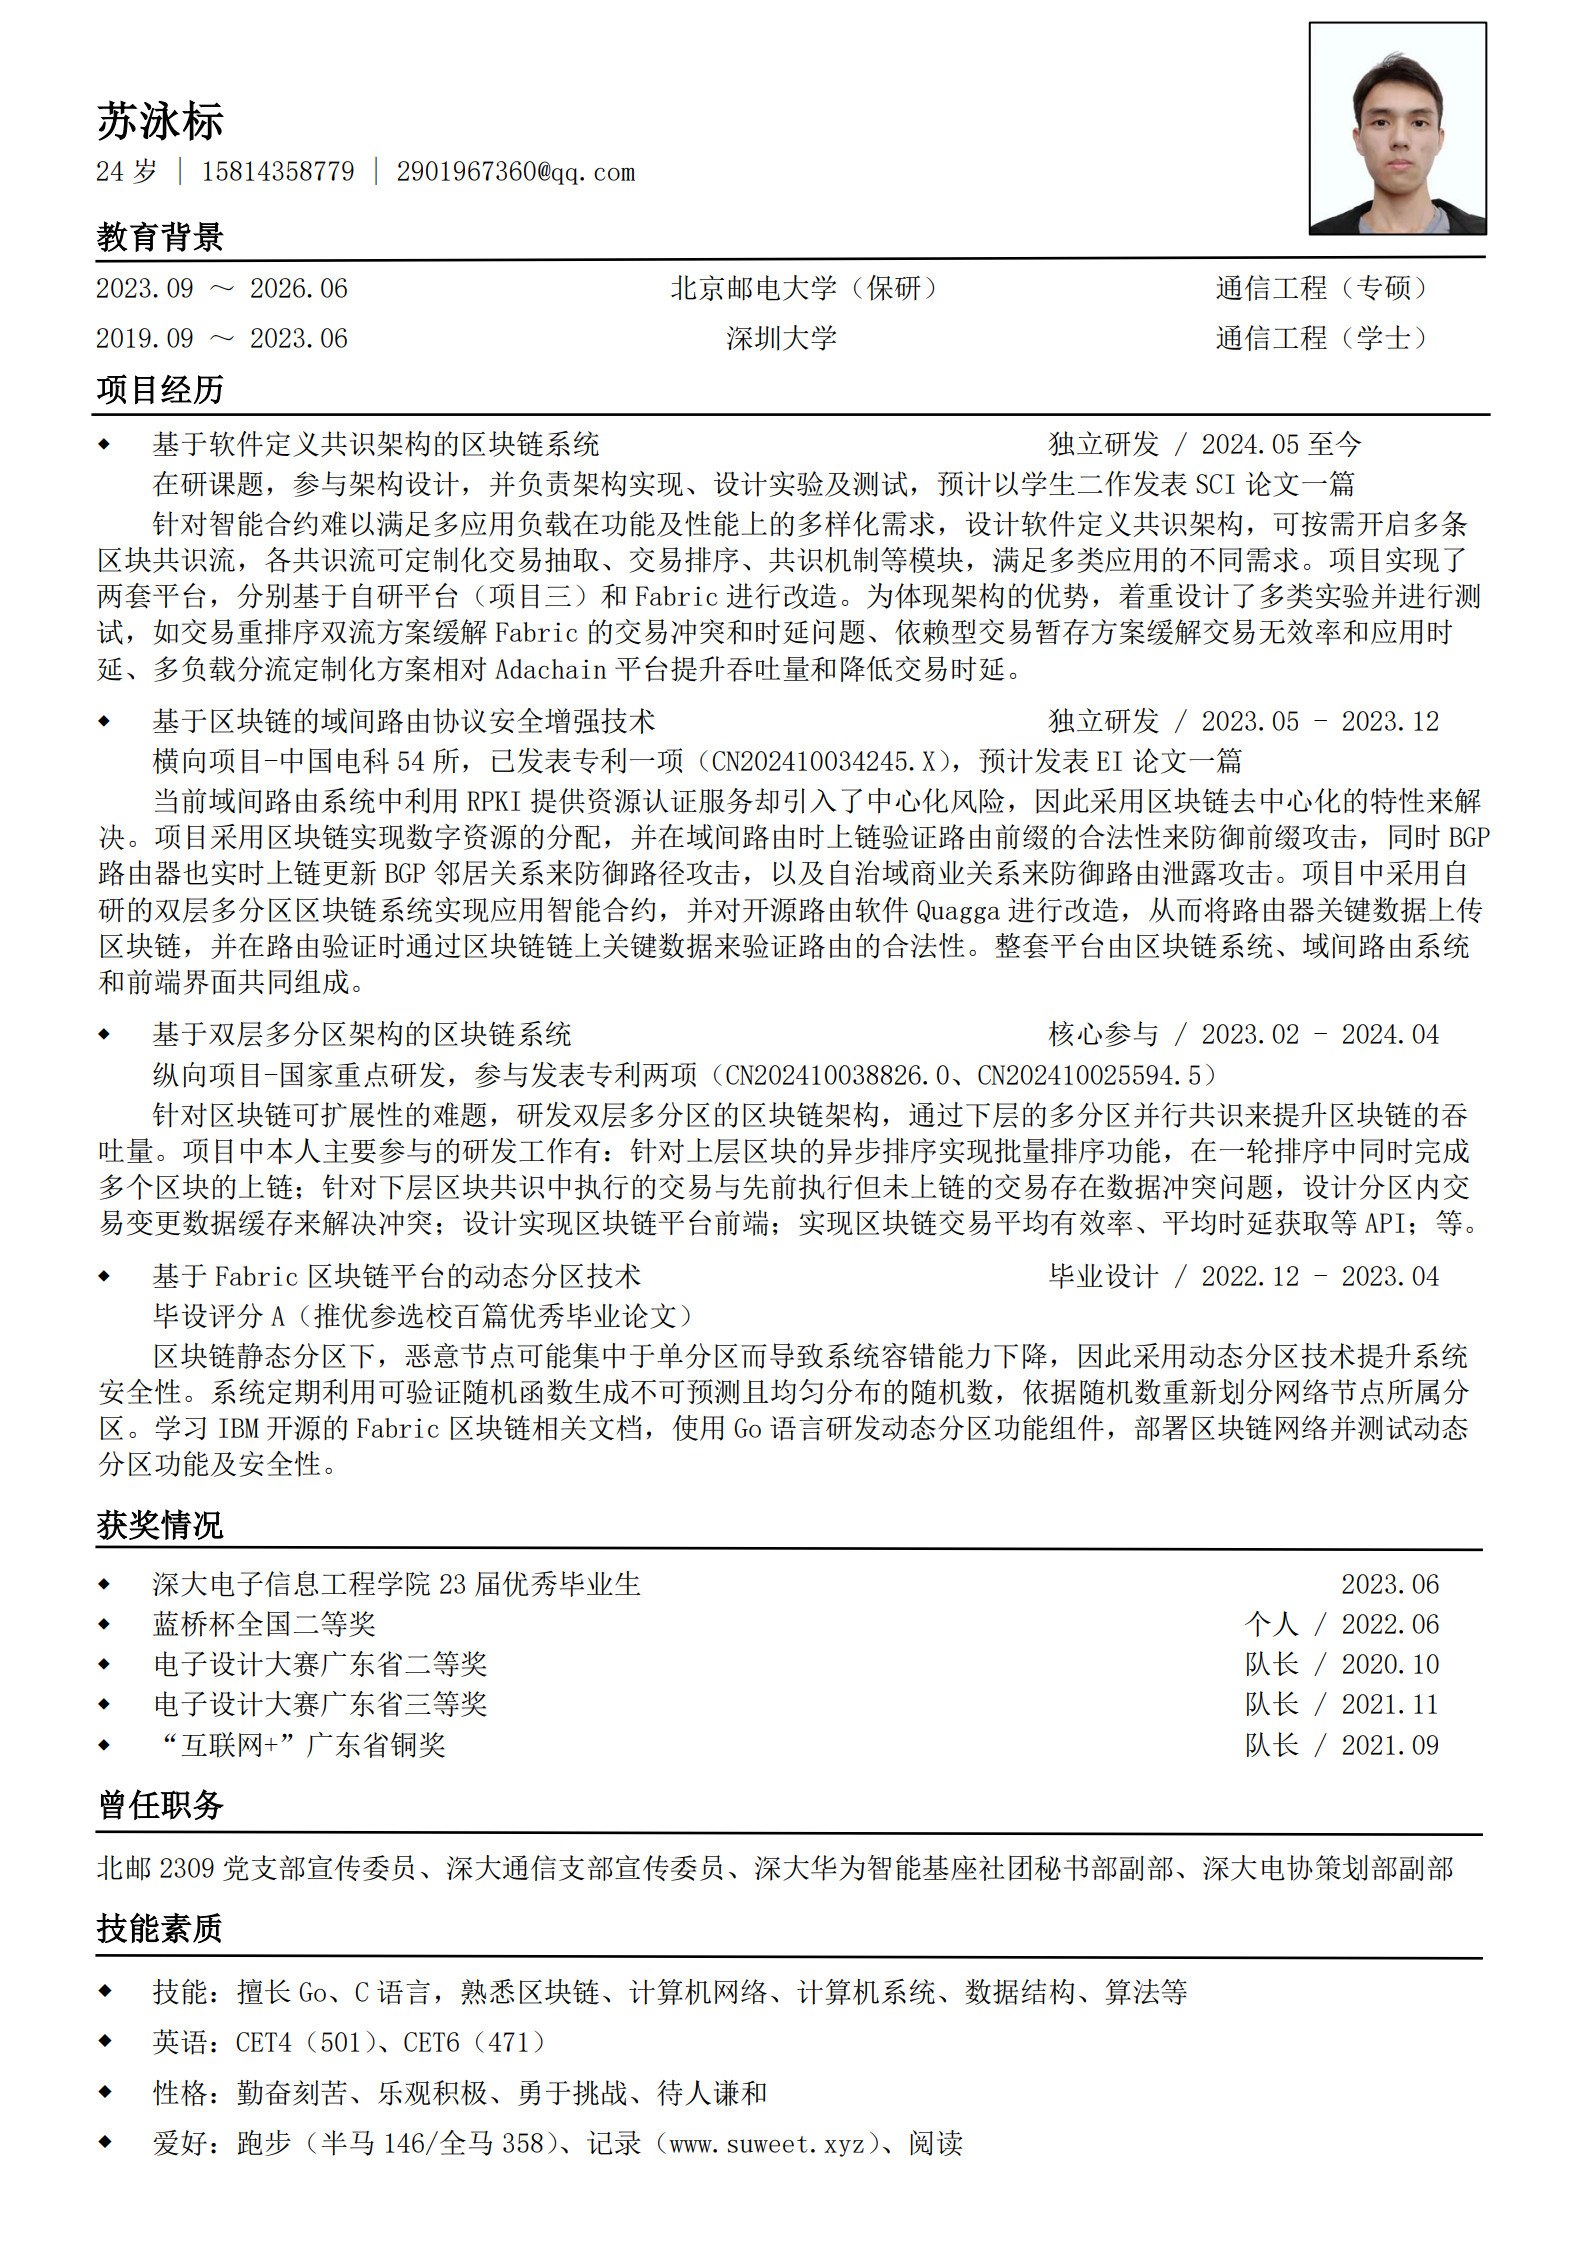 苏泳标
24 岁 | 15814358779 | 2901967360@qq.com
教育背景
2023.09 ～ 2026.06 北京邮电大学（保研） 通信工程（专硕）
2019.09 ～ 2023.06 深圳大学 通信工程（学士）
项目经历
◆ 基于软件定义共识架构的区块链系统 独立研发 / 2024.05 至今
在研课题，参与架构设计，并负责架构实现、设计实验及测试，预计以学生二作发表 SCI 论文一篇
针对智能合约难以满足多应用负载在功能及性能上的多样化需求，设计软件定义共识架构，可按需开启多条
区块共识流，各共识流可定制化交易抽取、交易排序、共识机制等模块，满足多类应用的不同需求。项目实现了
两套平台，分别基于自研平台（项目三）和 Fabric 进行改造。为体现架构的优势，着重设计了多类实验并进行测
试，如交易重排序双流方案缓解 Fabric 的交易冲突和时延问题、依赖型交易暂存方案缓解交易无效率和应用时
延、多负载分流定制化方案相对 Adachain 平台提升吞吐量和降低交易时延。
◆ 基于区块链的域间路由协议安全增强技术 独立研发 / 2023.05 - 2023.12
横向项目-中国电科 54 所，已发表专利一项（CN202410034245.X），预计发表 EI 论文一篇
当前域间路由系统中利用 RPKI 提供资源认证服务却引入了中心化风险，因此采用区块链去中心化的特性来解
决。项目采用区块链实现数字资源的分配，并在域间路由时上链验证路由前缀的合法性来防御前缀攻击，同时 BGP
路由器也实时上链更新 BGP 邻居关系来防御路径攻击，以及自治域商业关系来防御路由泄露攻击。项目中采用自
研的双层多分区区块链系统实现应用智能合约，并对开源路由软件 Quagga 进行改造，从而将路由器关键数据上传
区块链，并在路由验证时通过区块链链上关键数据来验证路由的合法性。整套平台由区块链系统、域间路由系统
和前端界面共同组成。
◆ 基于双层多分区架构的区块链系统 核心参与 / 2023.02 - 2024.04
纵向项目-国家重点研发，参与发表专利两项（CN202410038826.0、CN202410025594.5）
针对区块链可扩展性的难题，研发双层多分区的区块链架构，通过下层的多分区并行共识来提升区块链的吞
吐量。项目中本人主要参与的研发工作有：针对上层区块的异步排序实现批量排序功能，在一轮排序中同时完成
多个区块的上链；针对下层区块共识中执行的交易与先前执行但未上链的交易存在数据冲突问题，设计分区内交
易变更数据缓存来解决冲突；设计实现区块链平台前端；实现区块链交易平均有效率、平均时延获取等 API；等。
◆ 基于 Fabric 区块链平台的动态分区技术 毕业设计 / 2022.12 - 2023.04
毕设评分 A（推优参选校百篇优秀毕业论文）
区块链静态分区下，恶意节点可能集中于单分区而导致系统容错能力下降，因此采用动态分区技术提升系统
安全性。系统定期利用可验证随机函数生成不可预测且均匀分布的随机数，依据随机数重新划分网络节点所属分
区。学习 IBM 开源的 Fabric 区块链相关文档，使用 Go 语言研发动态分区功能组件，部署区块链网络并测试动态
分区功能及安全性。
获奖情况
◆ 深大电子信息工程学院 23 届优秀毕业生 2023.06
◆ 蓝桥杯全国二等奖 个人 / 2022.06
◆ 电子设计大赛广东省二等奖 队长 / 2020.10
◆ 电子设计大赛广东省三等奖 队长 / 2021.11
◆ “互联网+”广东省铜奖 队长 / 2021.09
曾任职务
北邮 2309 党支部宣传委员、深大通信支部宣传委员、深大华为智能基座社团秘书部副部、深大电协策划部副部
技能素质
◆ 技能：擅长 Go、C 语言，熟悉区块链、计算机网络、计算机系统、数据结构、算法等
◆ 英语：CET4（501）、CET6（471）
◆ 性格：勤奋刻苦、乐观积极、勇于挑战、待人谦和
◆ 爱好：跑步（半马 146/全马 358）、记录（www.suweet.xyz）、阅读